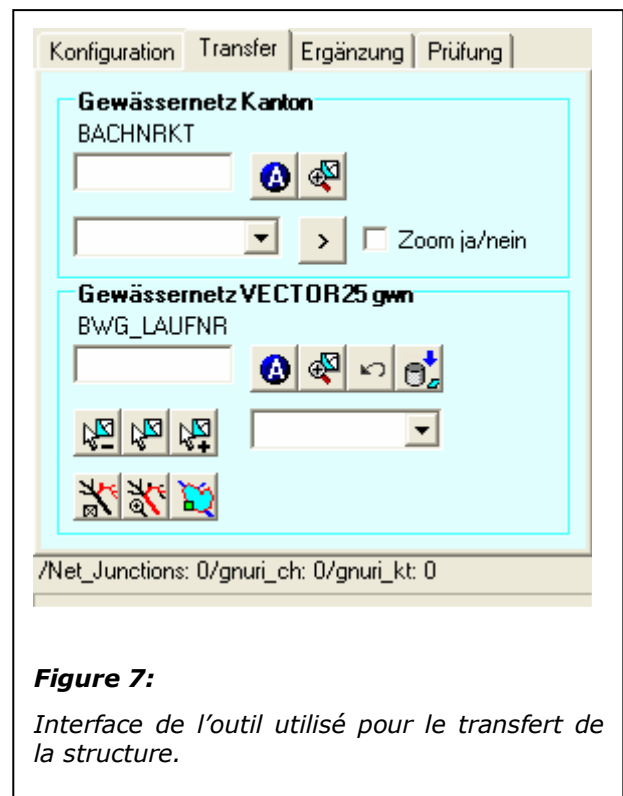 Konfiguration Transfer Ergänzung Prüfung
Gewässernetz Kanton
BACHNRKT
A
> Zoom ja/nein
Gewässernetz VECTOR25 gwn
BWG_LAUFNR
A
/Net_Junctions: 0/gnuri_ch: 0/gnuri_kt: 0
Figure 7:
Interface de l’outil utilisé pour le transfert de
la structure.